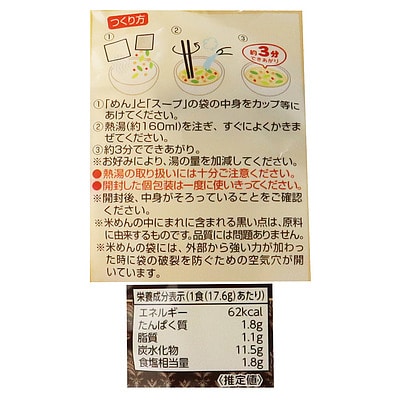 つくり方
約3分
できあがり
①「めん」と「スープ」の袋の中身をカップ等に
あけてください。
②熱湯(約160ml)を注ぎ、すぐによくかきま
ぜてください。
③約3分でできあがり。
※お好みにより、湯の量を加減してください。
●熱湯の取り扱いには十分ご注意ください。
●開封した個包装は一度に使いきってください。
※開封後、中身がそろっていることをご確認
ください。
※米めんの中にまれに含まれる黒い点は、原料
に由来するものです。品質には問題ありません。
※米めんの袋には、外部から強い力が加わっ
た時に袋の破裂を防ぐための空気穴が開
いています。
栄養成分表示(1食(17.6g)あたり)
エネルギー 62kcal
たんぱく質 1.8g
脂質 1.1g
炭水化物 11.5g
食塩相当量 1.8g
〈推定値〉